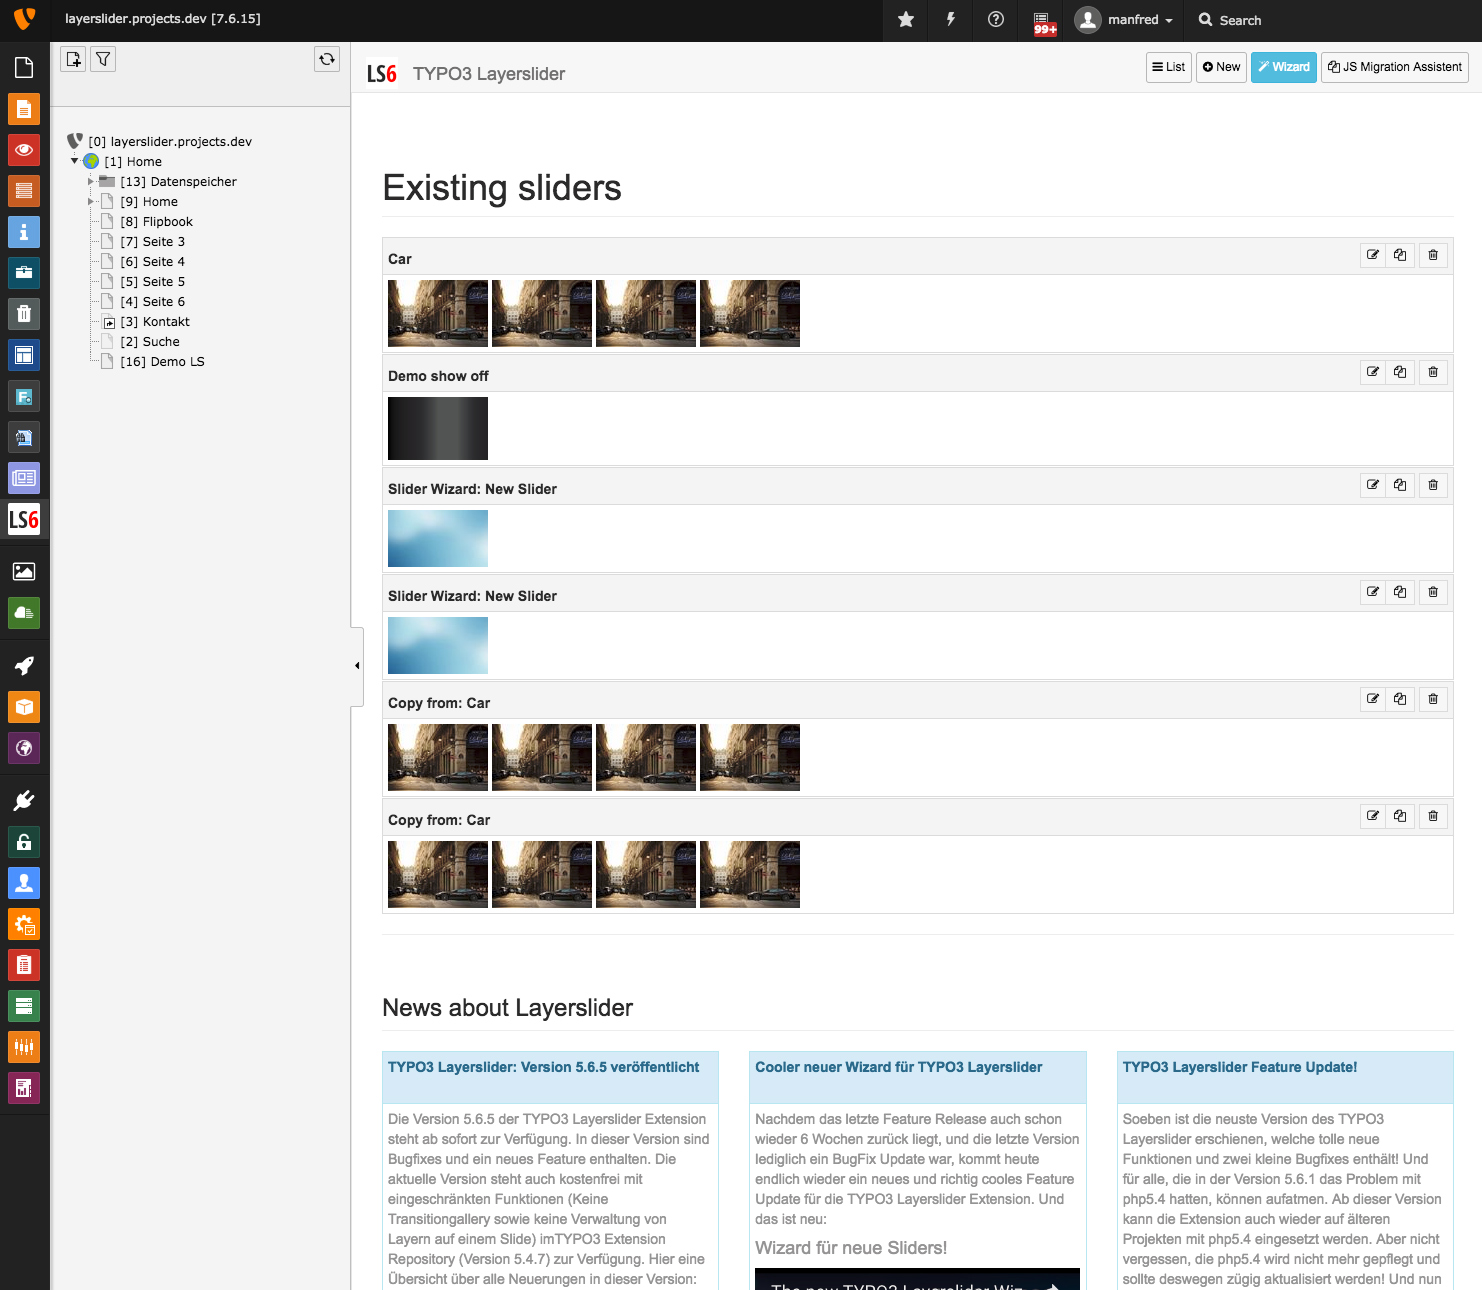 layerslider.projects.dev [7.6.15]
99+
manfred
Search
LS6 TYPO3 Layerslider
List
New
Wizard
JS Migration Assistent
[0] layerslider.projects.dev
[1] Home
[13] Datenspeicher
[9] Home
[8] Flipbook
[7] Seite 3
[6] Seite 4
[5] Seite 5
[4] Seite 6
[3] Kontakt
[2] Suche
[16] Demo LS
F.
LS6
Existing sliders
Car
Demo show off
Slider Wizard: New Slider
Slider Wizard: New Slider
Copy from: Car
Copy from: Car
News about Layerslider
TYPO3 Layerslider: Version 5.6.5 veröffentlicht
Die Version 5.6.5 der TYPO3 Layerslider Extension
steht ab sofort zur Verfügung. In dieser Version sind
Bugfixes und ein neues Feature enthalten. Die
aktuelle Version steht auch kostenfrei mit
eingeschränkten Funktionen (Keine
Transitiongallery sowie keine Verwaltung von
Layern auf einem Slide) imTYPO3 Extension
Repository (Version 5.4.7) zur Verfügung. Hier eine
Übersicht über alle Neuerungen in dieser Version:
Cooler neuer Wizard für TYPO3 Layerslider
Nachdem das letzte Feature Release auch schon
wieder 6 Wochen zurück liegt, und die letzte Version
lediglich ein BugFix Update war, kommt heute
endlich wieder ein neues und richtig cooles Feature
Update für die TYPO3 Layerslider Extension. Und
das ist neu:
Wizard für neue Sliders!
The new TYPO3 Layerslider Wiz
TYPO3 Layerslider Feature Update!
Soeben ist die neuste Version des TYPO3
Layerslider erschienen, welche tolle neue
Funktionen und zwei kleine Bugfixes enthält! Und
für alle, die in der Version 5.6.1 das Problem mit
php5.4 hatten, können aufatmen. Ab dieser Version
kann die Extension auch wieder auf älteren
Projekten mit php5.4 eingesetzt werden. Aber nicht
vergessen, die php5.4 wird nicht mehr gepflegt und
sollte deswegen zügig aktualisiert werden! Und nun